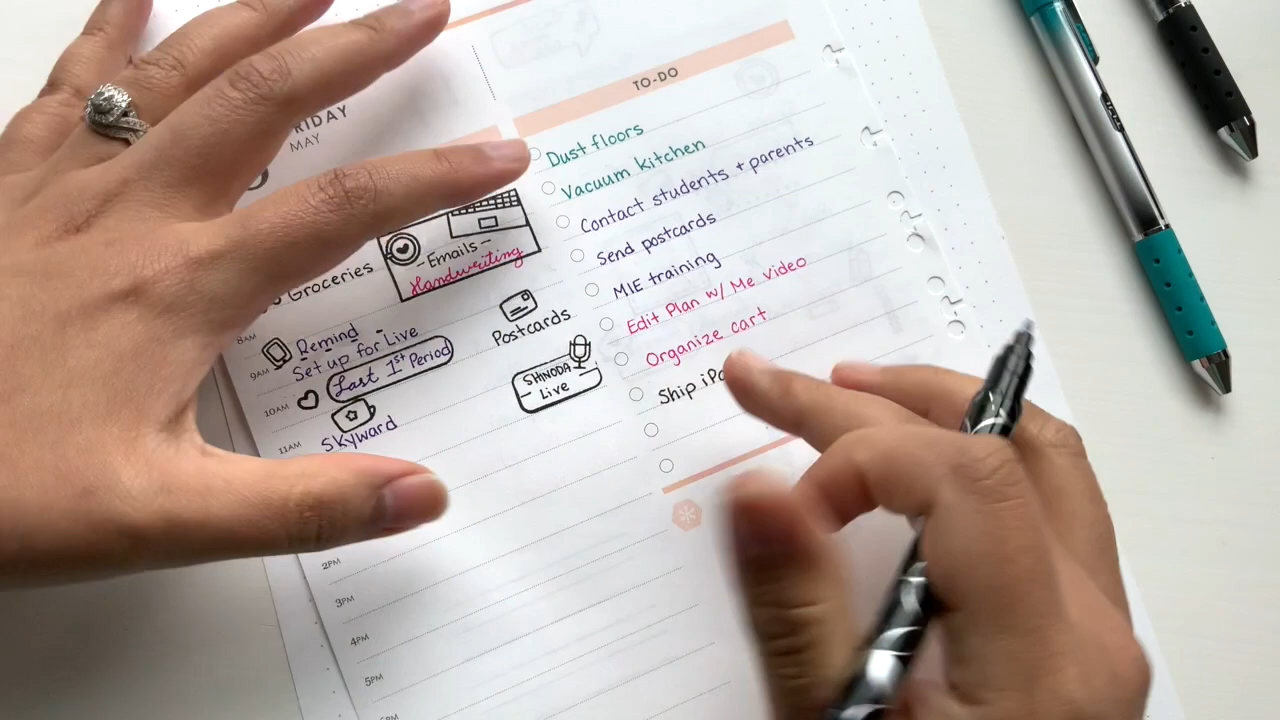 RIDAY
MAY
Groceries
Emails –
Handwriting
8AM
Remind
Set up for Live
9AM
Last 1st Period
10AM
Skyward
11AM
Postcards
SHINODA
– Live
2PM
3PM
4PM
5PM
6PM
TO-DO
Dust floors
Vacuum kitchen
Contact students + parents
Send postcards
MIE training
Edit Plan w/ Me video
Organize cart
Ship